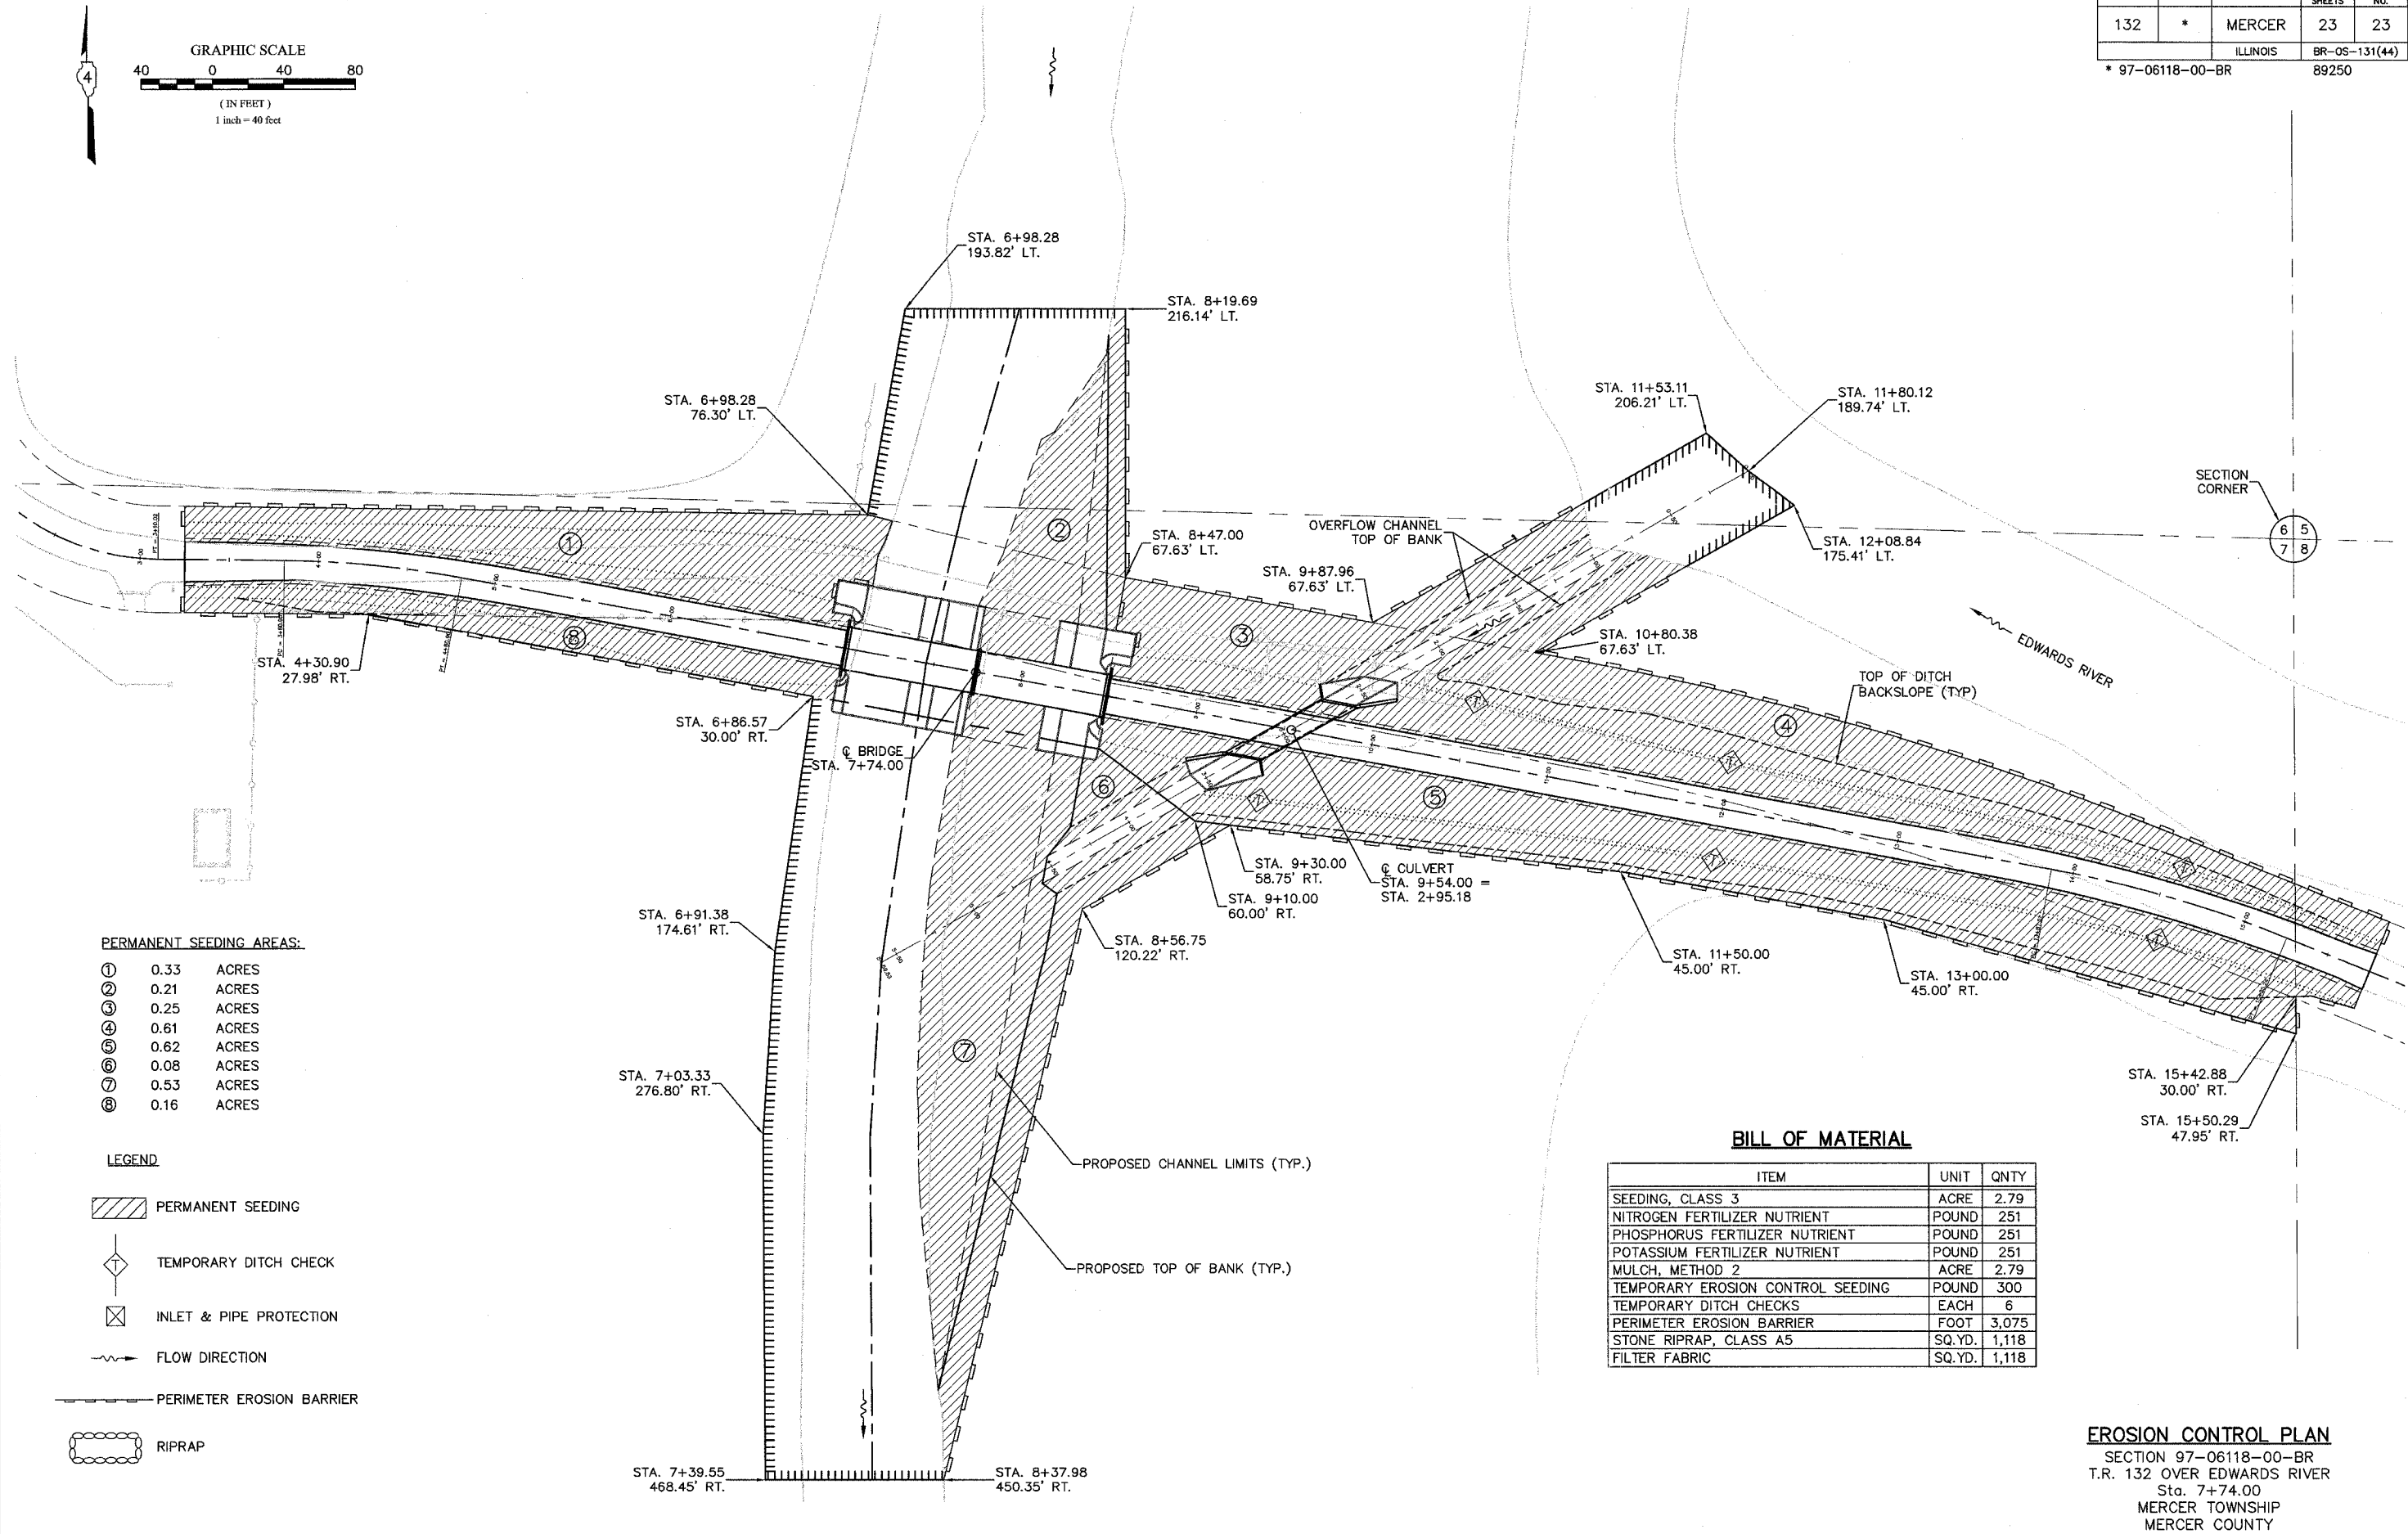 SHEETS NO.
132 * MERCER 23 23
ILLINOIS BR-OS-131(44)
* 97-06118-00-BR 89250
4
GRAPHIC SCALE
40 0 40 80
( IN FEET )
1 inch = 40 feet
STA. 6+98.28
193.82' LT.
STA. 8+19.69
216.14' LT.
STA. 6+98.28
76.30' LT.
STA. 11+53.11
206.21' LT.
STA. 11+80.12
189.74' LT.
SECTION
CORNER
6 5
7 8
OVERFLOW CHANNEL
TOP OF BANK
STA. 8+47.00
67.63' LT.
STA. 12+08.84
175.41' LT.
STA. 9+87.96
67.63' LT.
1
2
3
STA. 10+80.38
67.63' LT.
EDWARDS RIVER
8
STA. 4+30.90
27.98' RT.
TOP OF DITCH
BACKSLOPE (TYP)
4
STA. 6+86.57
30.00' RT.
℄ BRIDGE
STA. 7+74.00
6
5
T
T
T
T
T
T
STA. 9+30.00
58.75' RT.
℄ CULVERT
STA. 9+54.00 =
STA. 2+95.18
STA. 9+10.00
60.00' RT.
STA. 6+91.38
174.61' RT.
STA. 8+56.75
120.22' RT.
STA. 11+50.00
45.00' RT.
STA. 13+00.00
45.00' RT.
PERMANENT SEEDING AREAS:
1 0.33 ACRES
2 0.21 ACRES
3 0.25 ACRES
4 0.61 ACRES
5 0.62 ACRES
6 0.08 ACRES
7 0.53 ACRES
8 0.16 ACRES
7
STA. 7+03.33
276.80' RT.
STA. 15+42.88
30.00' RT.
STA. 15+50.29
47.95' RT.
LEGEND
PERMANENT SEEDING
T TEMPORARY DITCH CHECK
INLET & PIPE PROTECTION
FLOW DIRECTION
PERIMETER EROSION BARRIER
RIPRAP
PROPOSED CHANNEL LIMITS (TYP.)
PROPOSED TOP OF BANK (TYP.)
STA. 7+39.55
468.45' RT.
STA. 8+37.98
450.35' RT.
BILL OF MATERIAL
ITEM UNIT QNTY
SEEDING, CLASS 3 ACRE 2.79
NITROGEN FERTILIZER NUTRIENT POUND 251
PHOSPHORUS FERTILIZER NUTRIENT POUND 251
POTASSIUM FERTILIZER NUTRIENT POUND 251
MULCH, METHOD 2 ACRE 2.79
TEMPORARY EROSION CONTROL SEEDING POUND 300
TEMPORARY DITCH CHECKS EACH 6
PERIMETER EROSION BARRIER FOOT 3,075
STONE RIPRAP, CLASS A5 SQ.YD. 1,118
FILTER FABRIC SQ.YD. 1,118
EROSION CONTROL PLAN
SECTION 97-06118-00-BR
T.R. 132 OVER EDWARDS RIVER
Sta. 7+74.00
MERCER TOWNSHIP
MERCER COUNTY